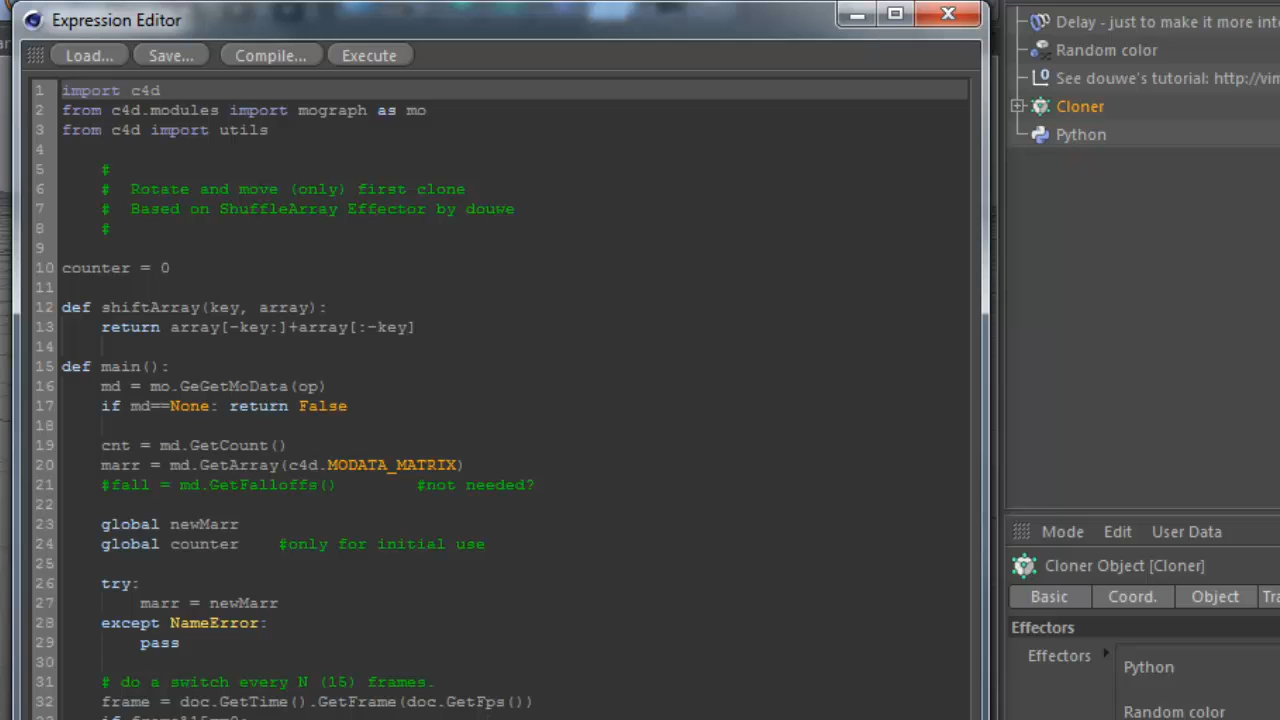 Expression Editor
Load... Save... Compile... Execute
1 import c4d
2 from c4d.modules import mograph as mo
3 from c4d import utils
4
5 #
6 # Rotate and move (only) first clone
7 # Based on ShuffleArray Effector by douwe
8 #
9
10 counter = 0
11
12 def shiftArray(key, array):
13 return array[-key:]+array[:-key]
14
15 def main():
16 md = mo.GeGetMoData(op)
17 if md==None: return False
18
19 cnt = md.GetCount()
20 marr = md.GetArray(c4d.MODATA_MATRIX)
21 #fall = md.GetFalloffs() #not needed?
22
23 global newMarr
24 global counter #only for initial use
25
26 try:
27 marr = newMarr
28 except NameError:
29 pass
30
31 # do a switch every N (15) frames.
32 frame = doc.GetTime().GetFrame(doc.GetFps())
33 if frame%15==0:
Delay - just to make it more inte
Random color
See douwe's tutorial: http://vim
Cloner
Python
Mode Edit User Data
Cloner Object [Cloner]
Basic Coord. Object Tra
Effectors
Effectors Python
Random color